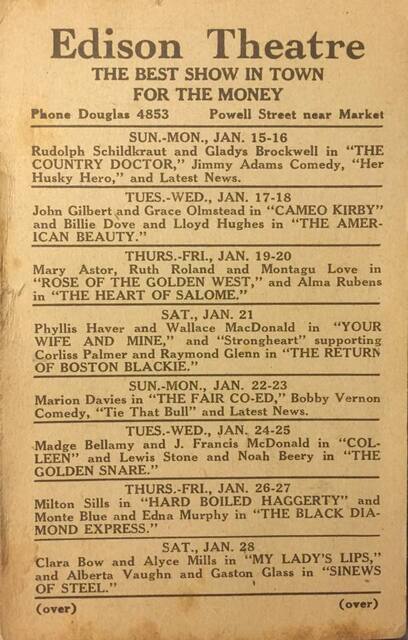 Edison Theatre
THE BEST SHOW IN TOWN
FOR THE MONEY
Phone Douglas 4853 Powell Street near Market
SUN.-MON., JAN. 15-16
Rudolph Schildkraut and Gladys Brockwell in "THE
COUNTRY DOCTOR," Jimmy Adams Comedy, "Her
Husky Hero," and Latest News.
TUES.-WED., JAN. 17-18
John Gilbert and Grace Olmstead in "CAMEO KIRBY"
and Billie Dove and Lloyd Hughes in "THE AMER-
ICAN BEAUTY."
THURS.-FRI., JAN. 19-20
Mary Astor, Ruth Roland and Montagu Love in
"ROSE OF THE GOLDEN WEST," and Alma Rubens
in "THE HEART OF SALOME."
SAT., JAN. 21
Phyllis Haver and Wallace MacDonald in "YOUR
WIFE AND MINE," and "Strongheart" supporting
Corliss Palmer and Raymond Glenn in "THE RETURN
OF BOSTON BLACKIE."
SUN.-MON., JAN. 22-23
Marion Davies in "THE FAIR CO-ED," Bobby Vernon
Comedy, "Tie That Bull" and Latest News.
TUES.-WED., JAN. 24-25
Madge Bellamy and J. Francis McDonald in "COL-
LEEN" and Lewis Stone and Noah Beery in "THE
GOLDEN SNARE."
THURS.-FRI., JAN. 26-27
Milton Sills in "HARD BOILED HAGGERTY" and
Monte Blue and Edna Murphy in "THE BLACK DIA-
MOND EXPRESS."
SAT., JAN. 28
Clara Bow and Alyce Mills in "MY LADY'S LIPS,"
and Alberta Vaughn and Gaston Glass in "SINEWS
OF STEEL."
(over) (over)